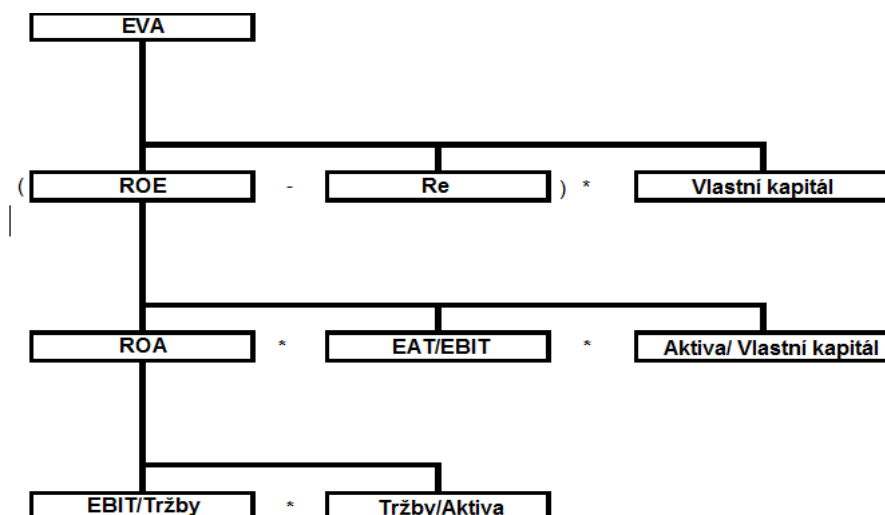 EVA
( ROE - Re ) * Vlastní kapitál
ROA * EAT/EBIT * Aktiva/ Vlastní kapitál
EBIT/Tržby * Tržby/Aktiva